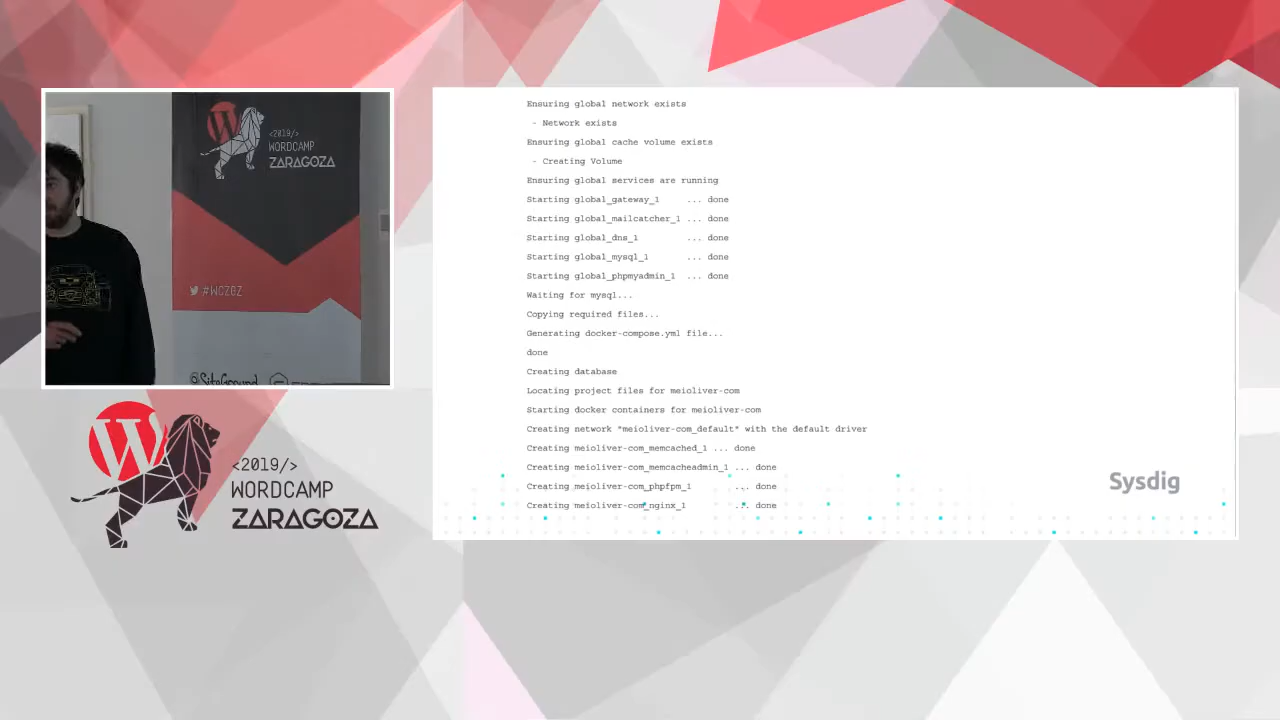 <2019/>
WORDCAMP
ZARAGOZA
#WCZGZ
@SiteGround
<2019/>
WORDCAMP
ZARAGOZA
Ensuring global network exists
- Network exists
Ensuring global cache volume exists
- Creating Volume
Ensuring global services are running
Starting global_gateway_1 ... done
Starting global_mailcatcher_1 ... done
Starting global_dns_1 ... done
Starting global_mysql_1 ... done
Starting global_phpmyadmin_1 ... done
Waiting for mysql...
Copying required files...
Generating docker-compose.yml file...
done
Creating database
Locating project files for meioliver-com
Starting docker containers for meioliver-com
Creating network "meioliver-com_default" with the default driver
Creating meioliver-com_memcached_1 ... done
Creating meioliver-com_memcacheadmin_1 ... done
Creating meioliver-com_phpfpm_1 ... done
Creating meioliver-com_nginx_1 ... done
Sysdig